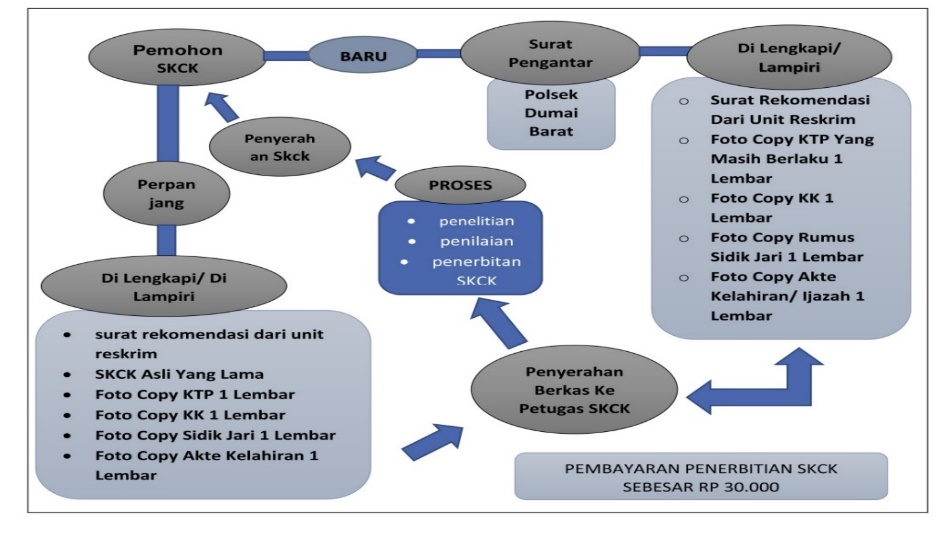 Pemohon
SKCK
BARU
Surat
Pengantar
Polsek
Dumai
Barat
Di Lengkapi/
Lampiri
Surat Rekomendasi
Dari Unit Reskrim
Foto Copy KTP Yang
Masih Berlaku 1
Lembar
Foto Copy KK 1
Lembar
Foto Copy Rumus
Sidik Jari 1 Lembar
Foto Copy Akte
Kelahiran/ Ijazah 1
Lembar
Penyerah
an Skck
Perpan
jang
PROSES
penelitian
penilaian
penerbitan
SKCK
Di Lengkapi/ Di
Lampiri
surat rekomendasi dari unit
reskrim
SKCK Asli Yang Lama
Foto Copy KTP 1 Lembar
Foto Copy KK 1 Lembar
Foto Copy Sidik Jari 1 Lembar
Foto Copy Akte Kelahiran 1
Lembar
Penyerahan
Berkas Ke
Petugas SKCK
PEMBAYARAN PENERBITIAN SKCK
SEBESAR RP 30.000